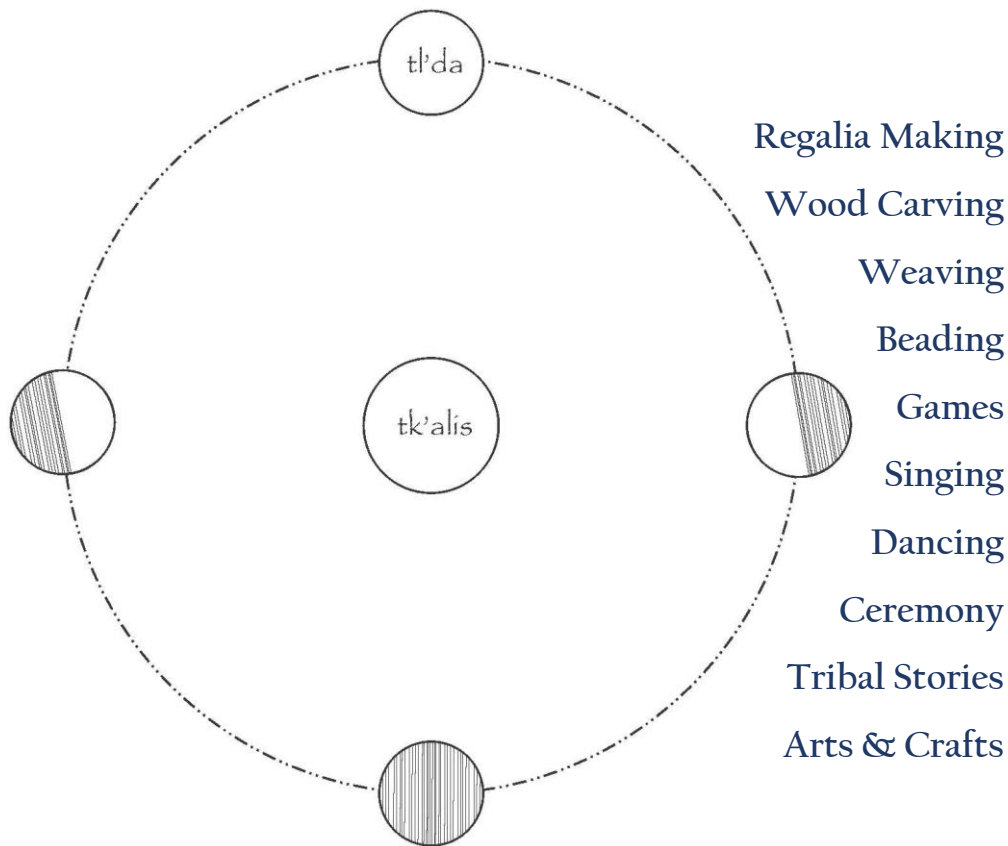 tl'da
Regalia Making
Wood Carving
Weaving
Beading
Games
tk'alis
Singing
Dancing
Ceremony
Tribal Stories
Arts & Crafts